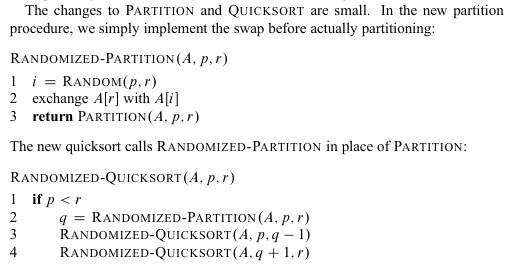 The changes to PARTITION and QUICKSORT are small. In the new partition
procedure, we simply implement the swap before actually partitioning:
RANDOMIZED-PARTITION(A, p, r)
1 i = RANDOM(p, r)
2 exchange A[r] with A[i]
3 return PARTITION(A, p, r)
The new quicksort calls RANDOMIZED-PARTITION in place of PARTITION:
RANDOMIZED-QUICKSORT(A, p, r)
1 if p < r
2 q = RANDOMIZED-PARTITION(A, p, r)
3 RANDOMIZED-QUICKSORT(A, p, q − 1)
4 RANDOMIZED-QUICKSORT(A, q + 1, r)